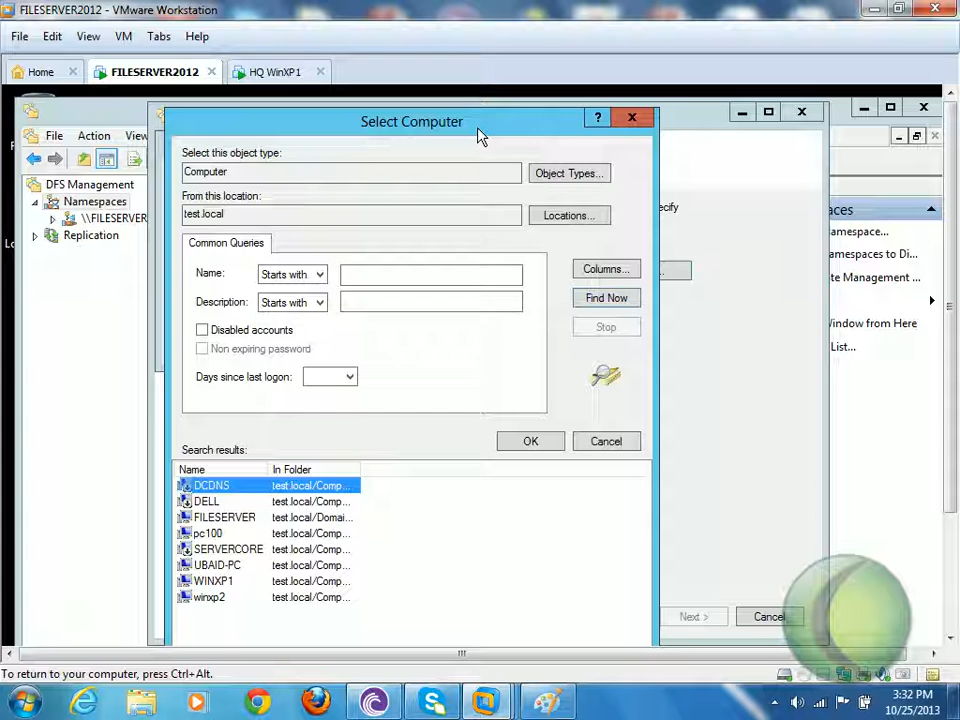 FILESERVER2012 - VMware Workstation
File Edit View VM Tabs Help
Home FILESERVER2012 HQ WinXP1
Select Computer
File Action View
Select this object type:
Computer
Object Types...
From this location:
test.local
Locations...
DFS Management
Namespaces
\\FILESERVER
Replication
Common Queries
Name: Starts with
Description: Starts with
Disabled accounts
Non expiring password
Days since last logon:
Columns...
Find Now
Stop
OK Cancel
Search results:
Name In Folder
DCDNS test.local/Comp...
DELL test.local/Comp...
FILESERVER test.local/Domai...
pc100 test.local/Comp...
SERVERCORE test.local/Comp...
UBAID-PC test.local/Comp...
WINXP1 test.local/Comp...
winxp2 test.local/Comp...
ecify
...
Next > Cancel
aces
amespace...
amespaces to Di...
te Management ...
Window from Here
List...
To return to your computer, press Ctrl+Alt.
3:32 PM
10/25/2013